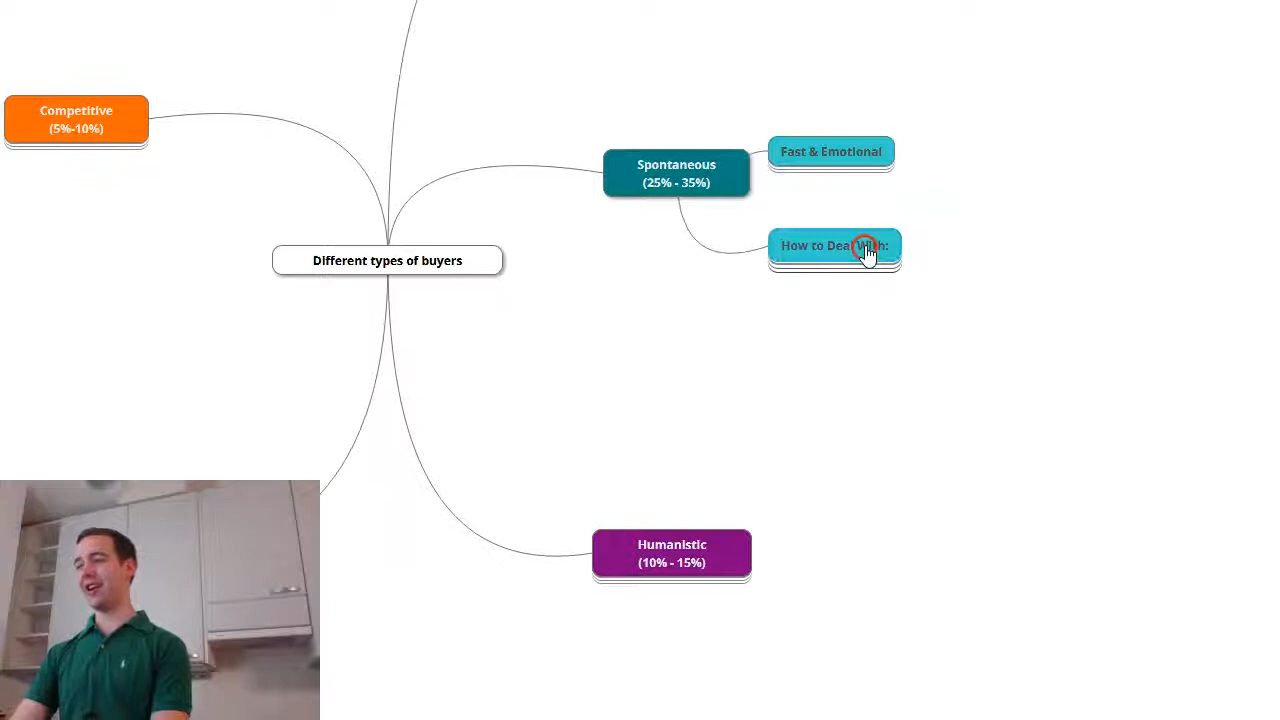 Competitive
(5%-10%)
Spontaneous
(25% - 35%)
Fast & Emotional
How to Deal With:
Different types of buyers
Humanistic
(10% - 15%)